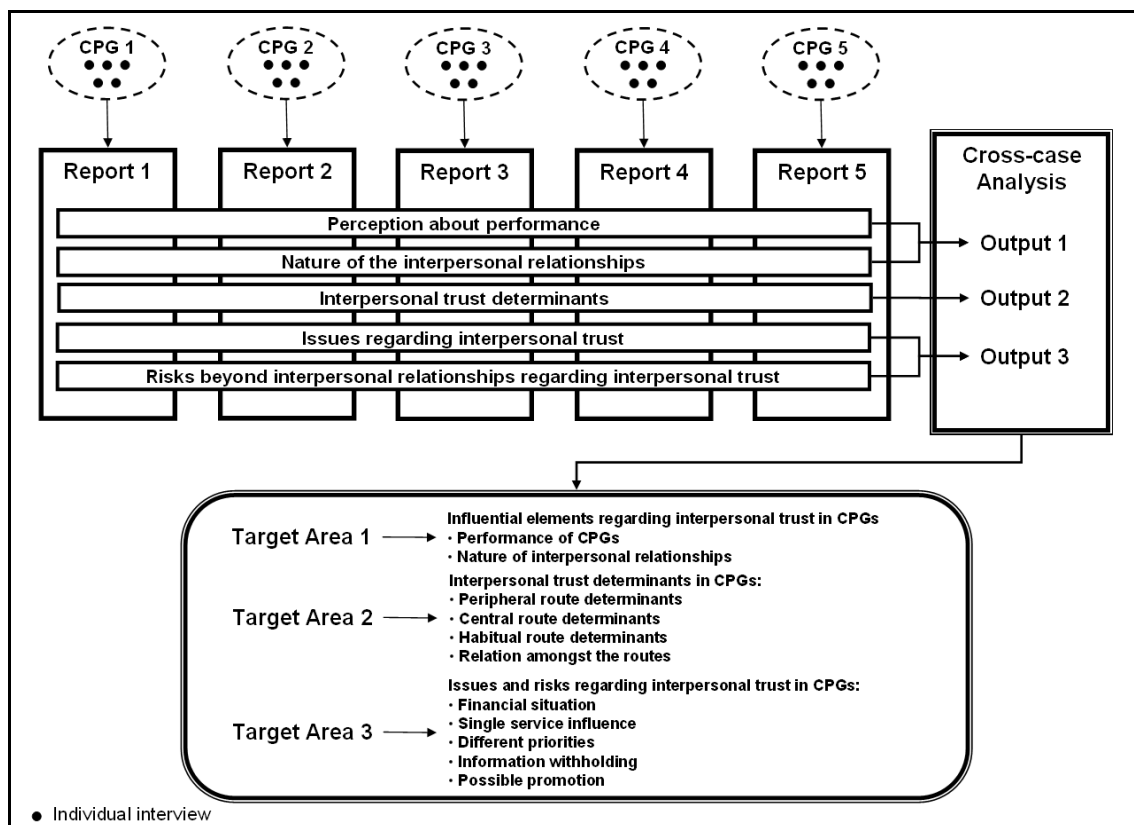 CPG 1
CPG 2
CPG 3
CPG 4
CPG 5
Report 1
Report 2
Report 3
Report 4
Report 5
Cross-case
Analysis
Perception about performance
Nature of the interpersonal relationships
Interpersonal trust determinants
Issues regarding interpersonal trust
Risks beyond interpersonal relationships regarding interpersonal trust
Output 1
Output 2
Output 3
Target Area 1
Influential elements regarding interpersonal trust in CPGs
· Performance of CPGs
· Nature of interpersonal relationships
Target Area 2
Interpersonal trust determinants in CPGs:
· Peripheral route determinants
· Central route determinants
· Habitual route determinants
· Relation amongst the routes
Target Area 3
Issues and risks regarding interpersonal trust in CPGs:
· Financial situation
· Single service influence
· Different priorities
· Information withholding
· Possible promotion
● Individual interview